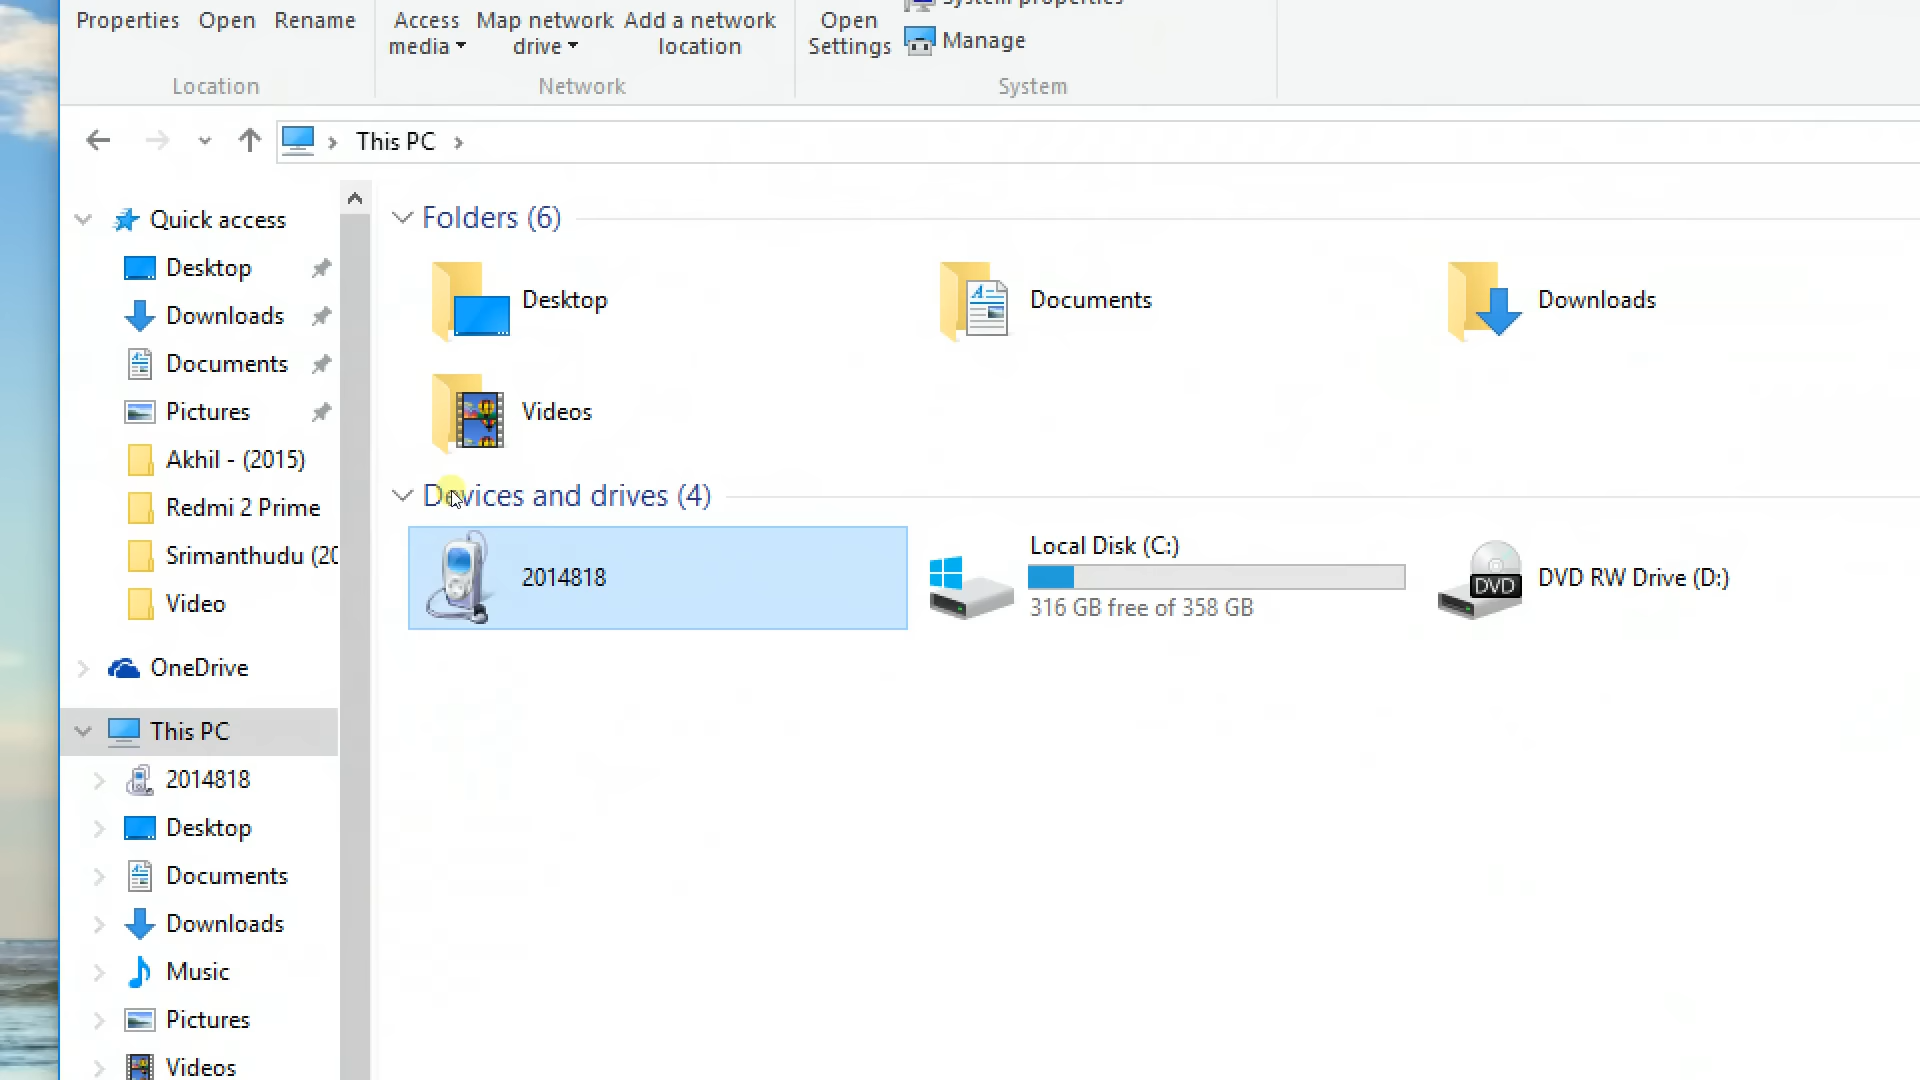 System properties
Properties Open Rename Access media Map network drive Add a network location Open Settings Manage
Location Network System
This PC
Quick access
Desktop
Downloads
Documents
Pictures
Akhil - (2015)
Redmi 2 Prime
Srimanthudu (20
Video
OneDrive
This PC
2014818
Desktop
Documents
Downloads
Music
Pictures
Videos
Folders (6)
Desktop
Documents
Downloads
Videos
Devices and drives (4)
2014818
Local Disk (C:)
316 GB free of 358 GB
DVD
DVD RW Drive (D:)